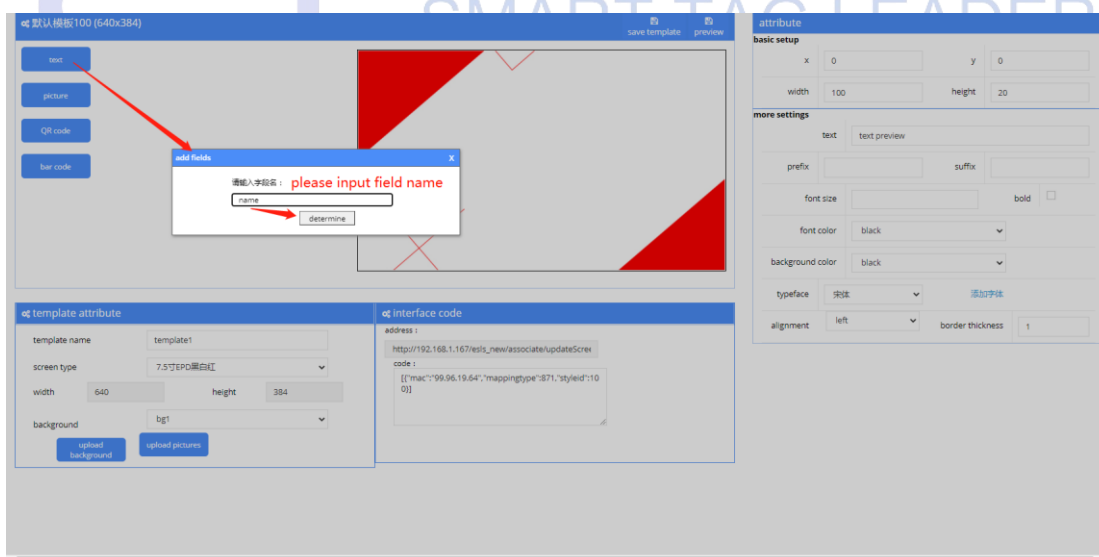 SMART TAG LEADER
默认模板100 (640x384)
save template
preview
text
picture
QR code
bar code
add fields
X
请输入字段名：
please input field name
name
determine
attribute
basic setup
x 0 y 0
width 100 height 20
more settings
text text preview
prefix suffix
font size bold
font color black
background color black
typeface 宋体 添加字体
alignment left border thickness 1
template attribute
template name template1
screen type 7.5寸EPD黑白红
width 640 height 384
background bg1
upload background
upload pictures
interface code
address :
http://192.168.1.167/esls_new/associate/updateScree
code :
[{"mac":"99.96.19.64","mappingtype":871,"styleid":10
0}]